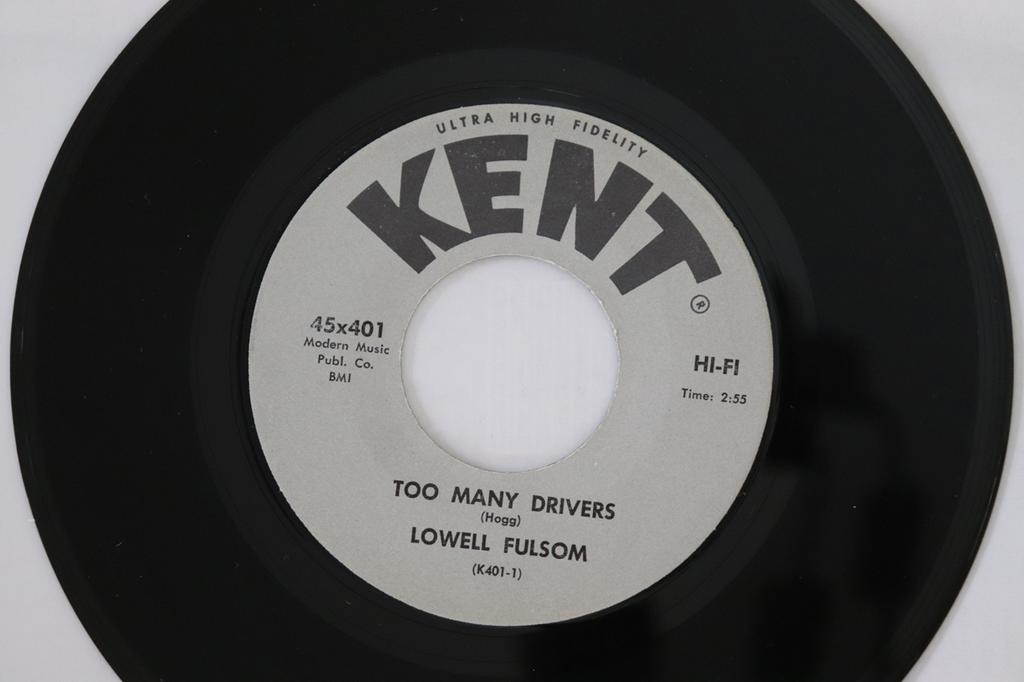 ULTRA HIGH FIDELITY
KENT
®
45x401
Modern Music
Publ. Co.
BMI
HI-FI
Time: 2:55
TOO MANY DRIVERS
(Hogg)
LOWELL FULSOM
(K401-1)